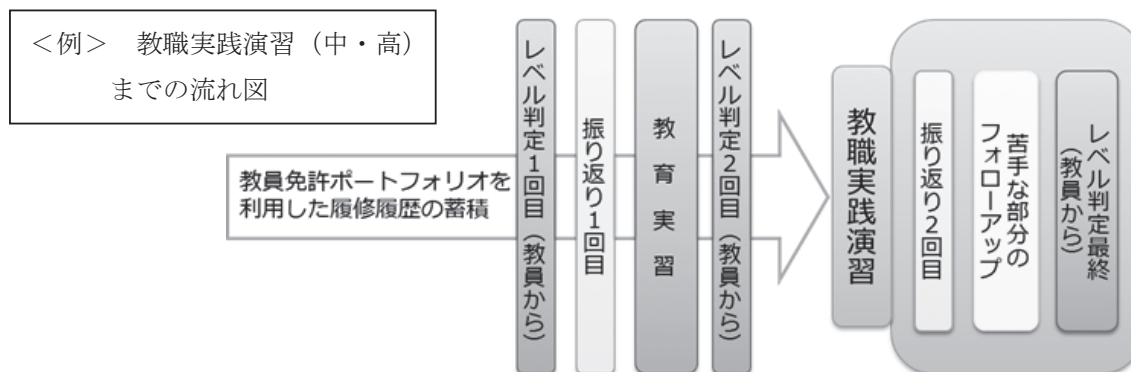 ＜例＞　教職実践演習（中・高）
までの流れ図
教員免許ポートフォリオを
利用した履修履歴の蓄積
レベル判定1回目（教員から）
振り返り1回目
教育実習
レベル判定2回目（教員から）
教職実践演習
振り返り2回目
苦手な部分の
フォローアップ
レベル判定最終
（教員から）